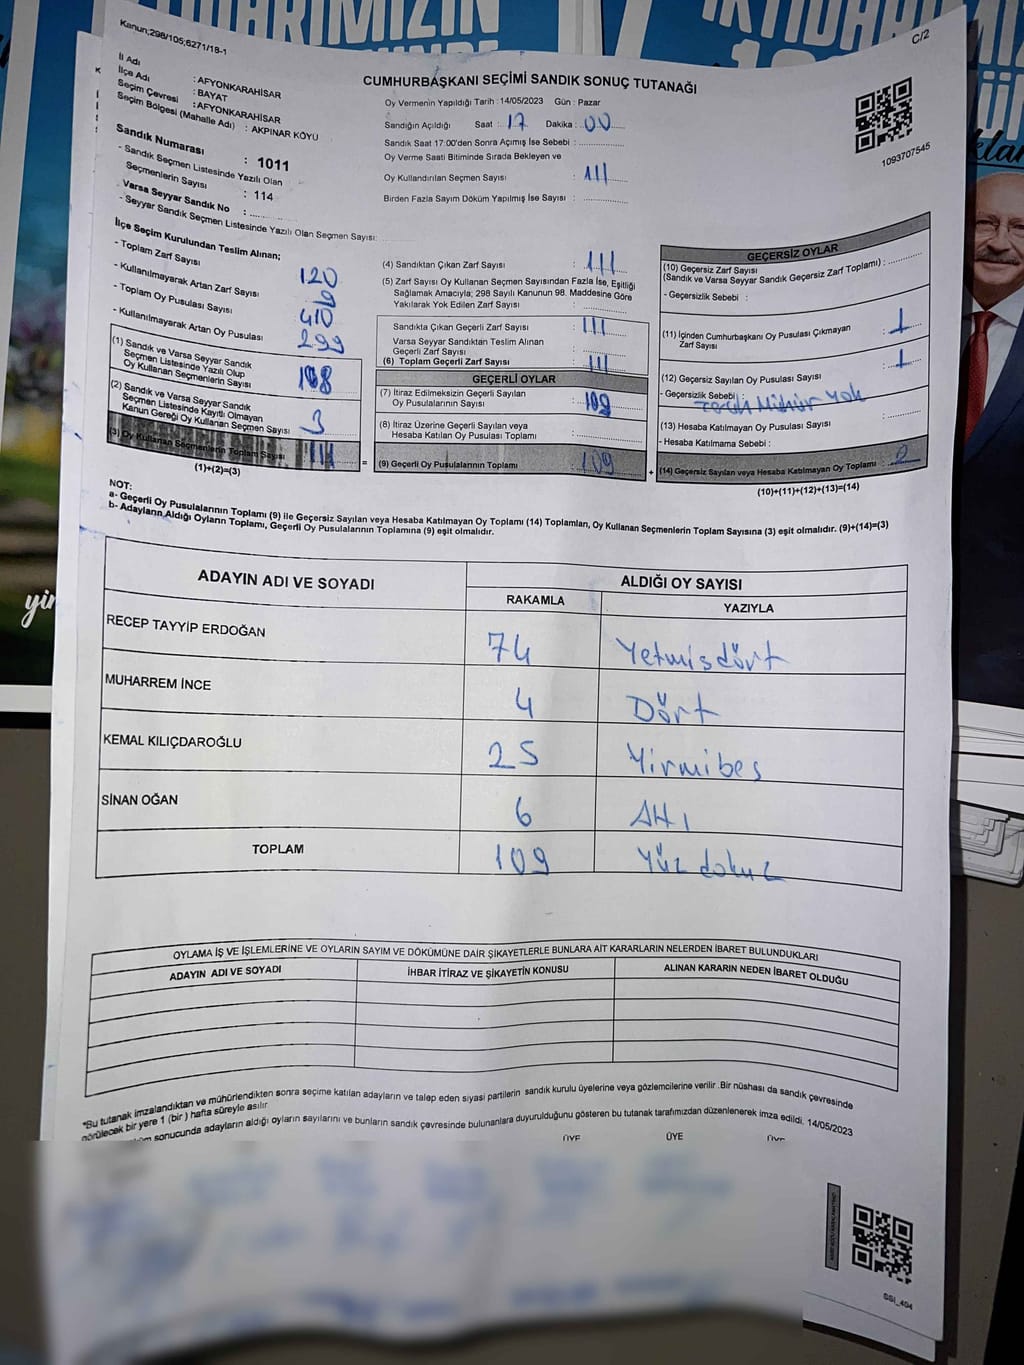 Kanun;298/105;6271/18-1
C/2
CUMHURBAŞKANI SEÇİMİ SANDIK SONUÇ TUTANAĞI
İl Adı : AFYONKARAHİSAR
İlçe Adı : BAYAT
Seçim Çevresi : AFYONKARAHİSAR
Seçim Bölgesi (Mahalle Adı) : AKPINAR KÖYÜ
Sandık Numarası : 1011
- Sandık Seçmen Listesinde Yazılı Olan
Seçmenlerin Sayısı : 114
Varsa Seyyar Sandık No :
- Seyyar Sandık Seçmen Listesinde Yazılı Olan Seçmen Sayısı:
Oy Vermenin Yapıldığı Tarih : 14/05/2023 Gün : Pazar
Sandığın Açıldığı Saat : 17 Dakika : 00
Sandık Saat 17:00'den Sonra Açımış İse Sebebi :
Oy Verme Saati Bitiminde Sırada Bekleyen ve
Oy Kullandırılan Seçmen Sayısı : 111
Birden Fazla Sayım Döküm Yapılmış İse Sayısı :
1093707545
İlçe Seçim Kurulundan Teslim Alınan;
- Toplam Zarf Sayısı 120
- Kullanılmayarak Artan Zarf Sayısı 9
- Toplam Oy Pusulası Sayısı 410
- Kullanılmayarak Artan Oy Pusulası 299
(1) Sandık ve Varsa Seyyar Sandık
Seçmen Listesinde Yazılı Olup
Oy Kullanan Seçmenlerin Sayısı 108
(2) Sandık ve Varsa Seyyar Sandık
Seçmen Listesinde Kayıtlı Olmayan
Kanun Gereği Oy Kullanan Seçmen Sayısı 3
(3) Oy Kullanan Seçmenlerin Toplam Sayısı 111
(1)+(2)=(3)
(4) Sandıktan Çıkan Zarf Sayısı : 111
(5) Zarf Sayısı Oy Kullanan Seçmen Sayısından Fazla İse, Eşitliği
Sağlamak Amacıyla; 298 Sayılı Kanunun 98. Maddesine Göre
Yakılarak Yok Edilen Zarf Sayısı :
Sandıkta Çıkan Geçerli Zarf Sayısı : 111
Varsa Seyyar Sandıktan Teslim Alınan
Geçerli Zarf Sayısı :
(6) Toplam Geçerli Zarf Sayısı : 111
GEÇERLİ OYLAR
(7) İtiraz Edilmeksizin Geçerli Sayılan
Oy Pusulalarının Sayısı : 109
(8) İtiraz Üzerine Geçerli Sayılan veya
Hesaba Katılan Oy Pusulası Toplamı :
= (9) Geçerli Oy Pusulalarının Toplamı : 109
GEÇERSİZ OYLAR
(10) Geçersiz Zarf Sayısı
(Sandık ve Varsa Seyyar Sandık Geçersiz Zarf Toplamı) :
- Geçersizlik Sebebi :
(11) İçinden Cumhurbaşkanı Oy Pusulası Çıkmayan
Zarf Sayısı : 1
(12) Geçersiz Sayılan Oy Pusulası Sayısı : 1
- Geçersizlik Sebebi : Mühür Yok
(13) Hesaba Katılmayan Oy Pusulası Sayısı :
- Hesaba Katılmama Sebebi :
+ (14) Geçersiz Sayılan veya Hesaba Katılmayan Oy Toplamı : 2
(10)+(11)+(12)+(13)=(14)
NOT:
a- Geçerli Oy Pusulalarının Toplamı (9) ile Geçersiz Sayılan veya Hesaba Katılmayan Oy Toplamı (14) Toplamları, Oy Kullanan Seçmenlerin Toplam Sayısına (3) eşit olmalıdır. (9)+(14)=(3)
b- Adayların Aldığı Oyların Toplamı, Geçerli Oy Pusulalarının Toplamına (9) eşit olmalıdır.
ADAYIN ADI VE SOYADI ALDIĞI OY SAYISI
RAKAMLA YAZIYLA
RECEP TAYYİP ERDOĞAN 74 Yetmisdört
MUHARREM İNCE 4 Dört
KEMAL KILIÇDAROĞLU 25 Yirmibes
SİNAN OĞAN 6 Altı
TOPLAM 109 Yüz dokuz
OYLAMA İŞ VE İŞLEMLERİNE VE OYLARIN SAYIM VE DÖKÜMÜNE DAİR ŞİKAYETLERLE BUNLARA AİT KARARLARIN NELERDEN İBARET BULUNDUKLARI
ADAYIN ADI VE SOYADI İHBAR İTİRAZ VE ŞİKAYETİN KONUSU ALINAN KARARIN NEDEN İBARET OLDUĞU
"Bu tutanak imzalandıktan ve mühürlendikten sonra seçime katılan adayların ve talep eden siyasi partilerin sandık kurulu üyelerine veya gözlemcilerine verilir .Bir nüshası da sandık çevresinde
görülecek bir yere 1 (bir ) hafta süreyle asılır
sonucunda adayların aldığı oyların sayılarını ve bunların sandık çevresinde bulunanlara duyurulduğunu gösteren bu tutanak tarafımızdan düzenlenerek imza edildi. 14/05/2023
ÜYE ÜYE ÜYE
SSİ_404